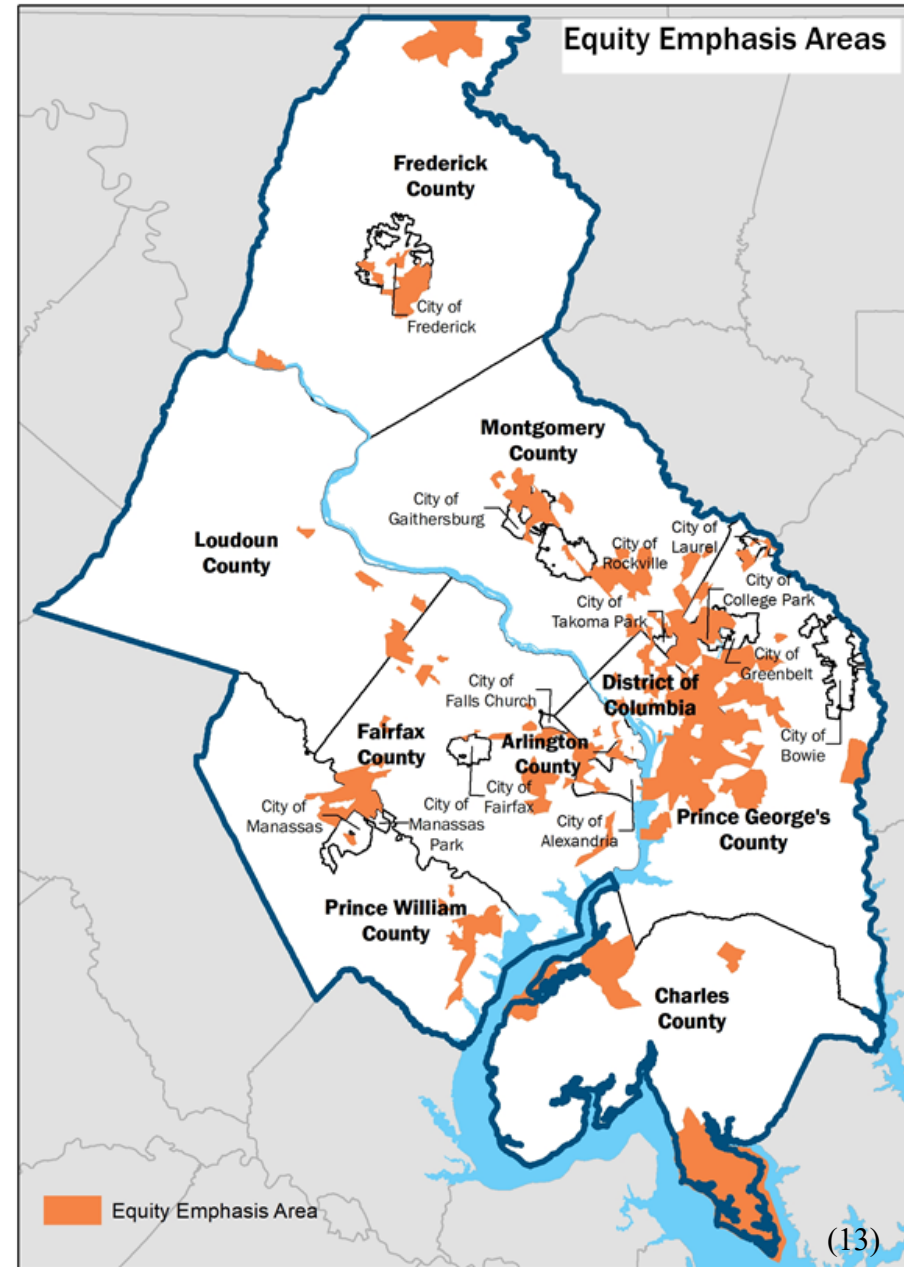 Equity Emphasis Areas
Frederick
County
City of
Frederick
Montgomery
County
City of
Gaithersburg
City of
Rockville
City of
Laurel
City of
College Park
City of
Takoma Park
City of
Greenbelt
Loudoun
County
City of
Falls Church
District of
Columbia
City of
Bowie
Fairfax
County
Arlington
County
City of
Fairfax
City of
Manassas
City of
Manassas
Park
City of
Alexandria
Prince George's
County
Prince William
County
Charles
County
Equity Emphasis Area
(13)